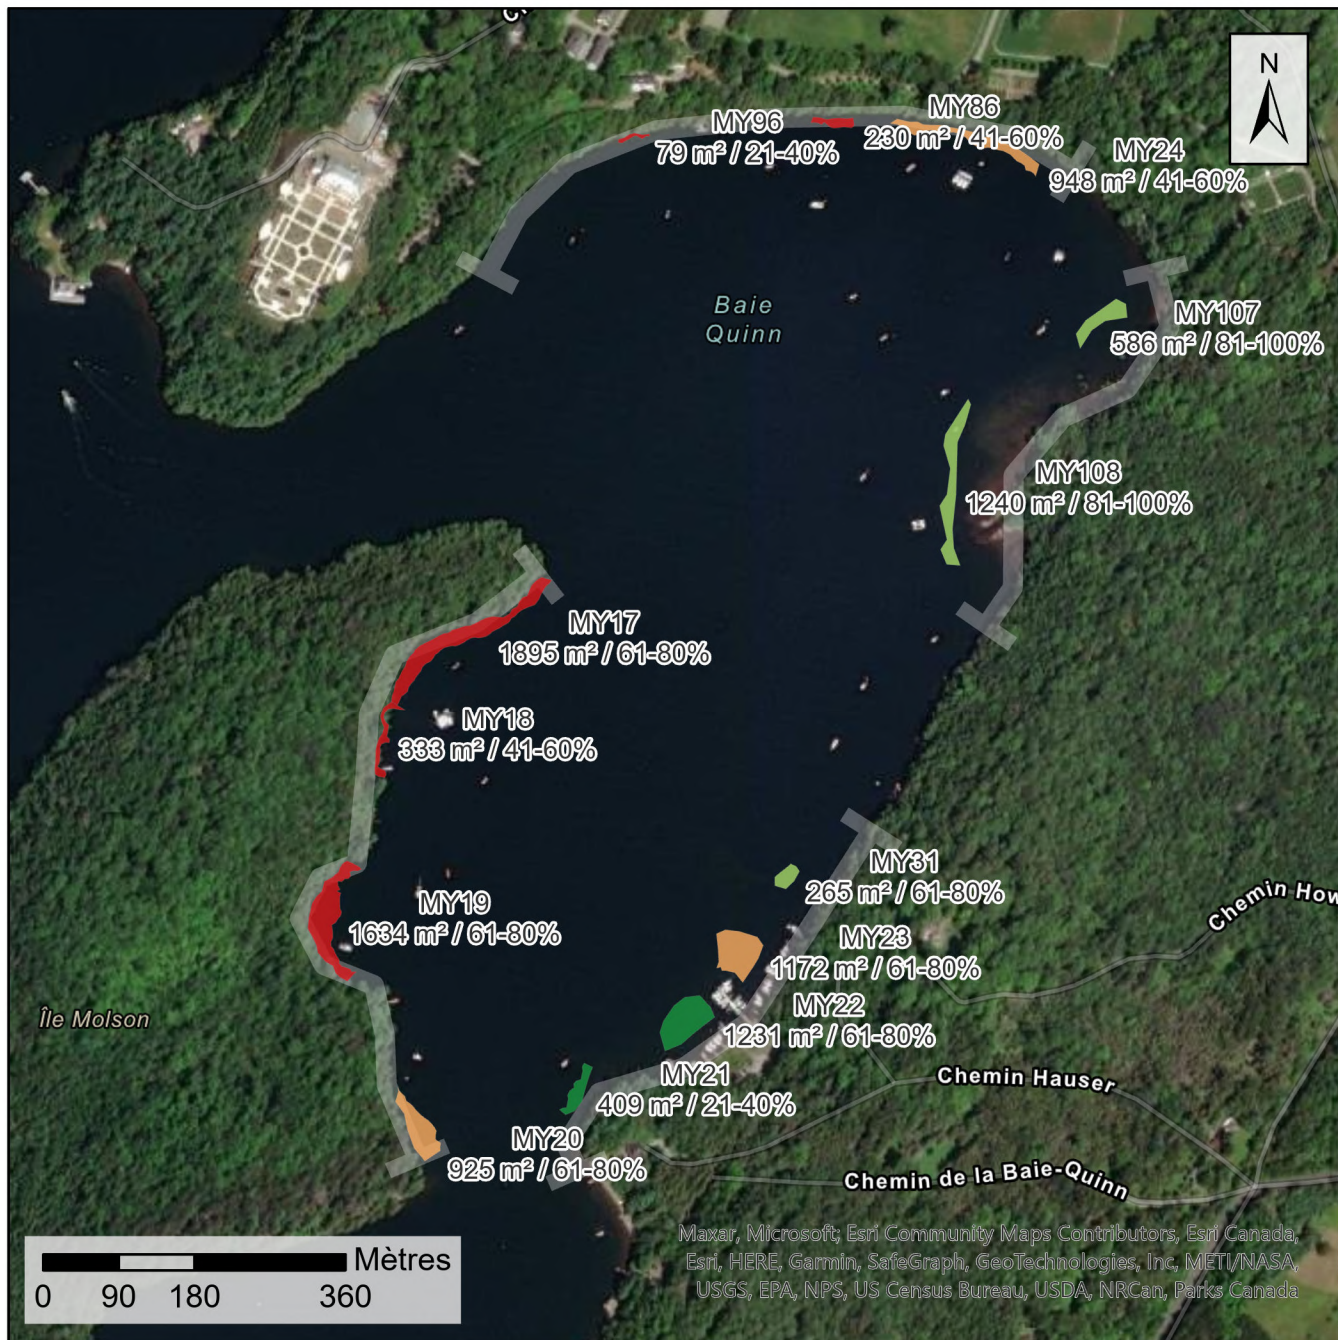 N
MY96
79 m² / 21-40%
MY86
230 m² / 41-60%
MY24
948 m² / 41-60%
Baie
Quinn
MY107
586 m² / 81-100%
MY108
1240 m² / 81-100%
MY17
1895 m² / 61-80%
MY18
333 m² / 41-60%
MY31
265 m² / 61-80%
Chemin How
MY19
1634 m² / 61-80%
MY23
1172 m² / 61-80%
MY22
1231 m² / 61-80%
Île Molson
MY21
409 m² / 21-40%
Chemin Hauser
MY20
925 m² / 61-80%
Chemin de la Baie-Quinn
Maxar, Microsoft; Esri Community Maps Contributors, Esri Canada,
Esri, HERE, Garmin, SafeGraph, GeoTechnologies, Inc, METI/NASA,
USGS, EPA, NPS, US Census Bureau, USDA, NRCan, Parks Canada
Mètres
0 90 180 360